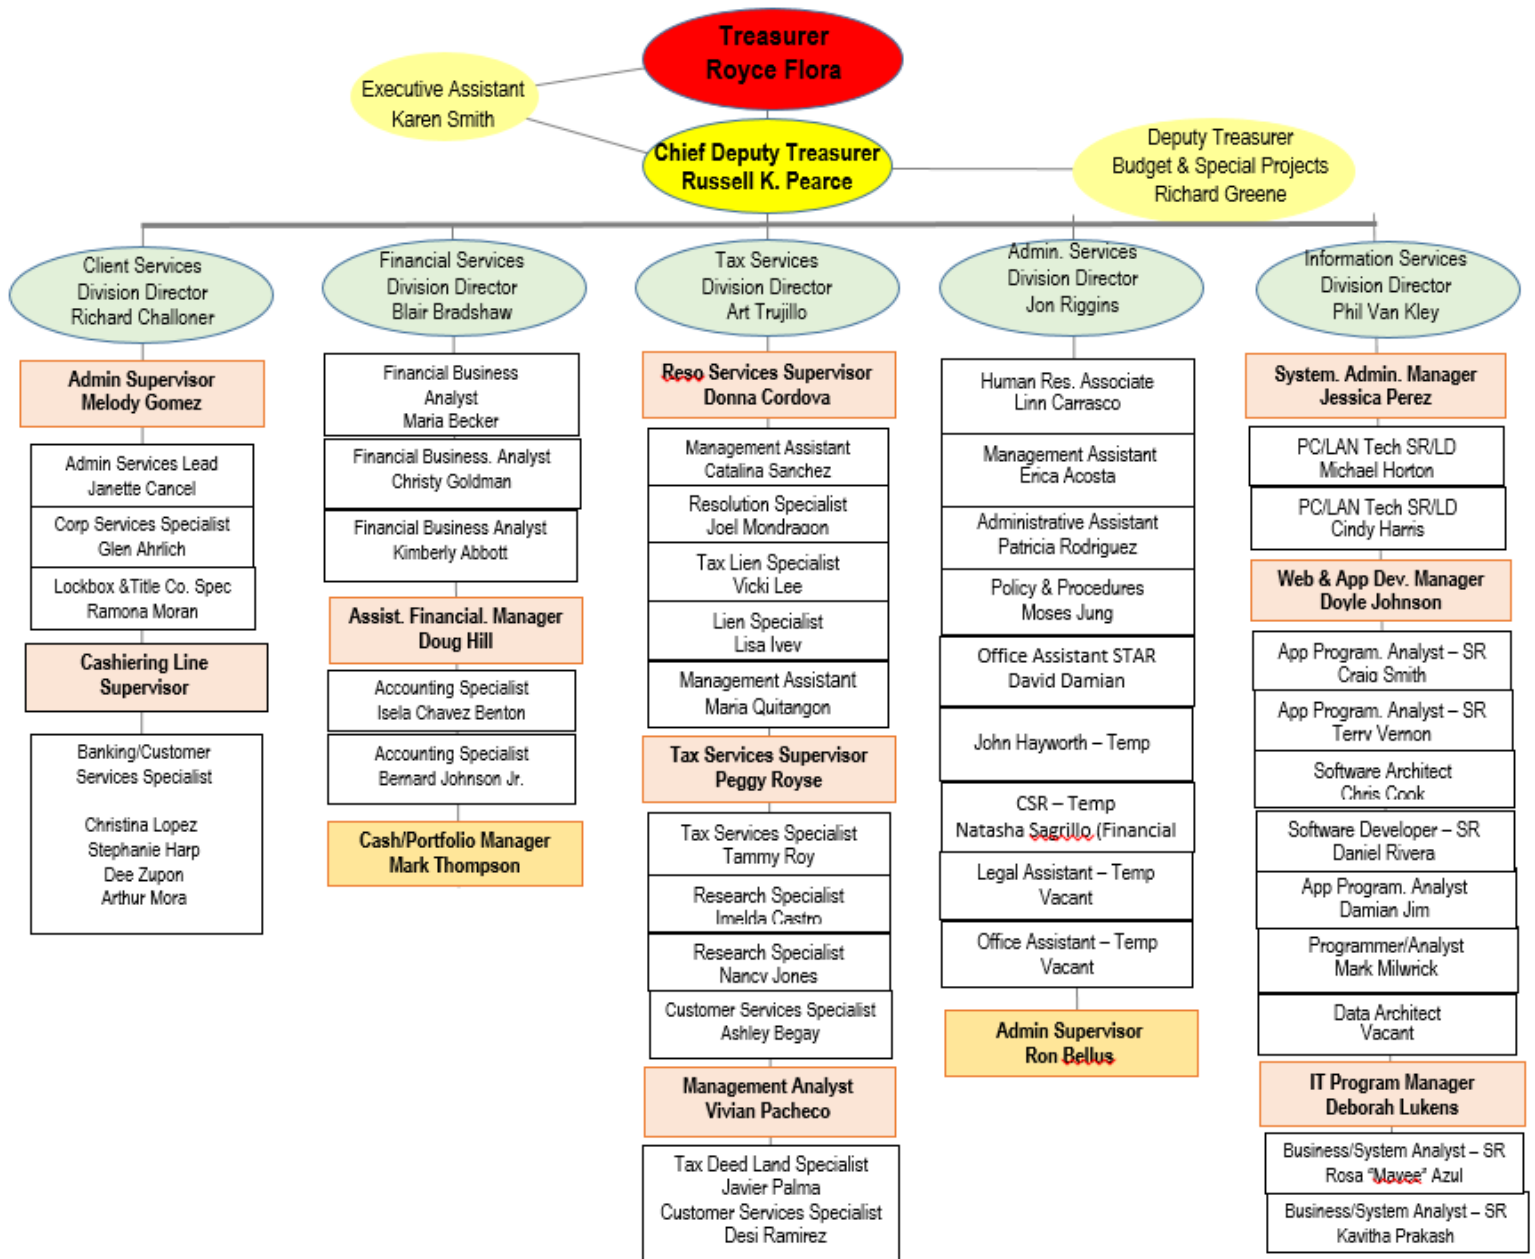 Treasurer
Royce Flora
Executive Assistant
Karen Smith
Chief Deputy Treasurer
Russell K. Pearce
Deputy Treasurer
Budget & Special Projects
Richard Greene
Client Services
Division Director
Richard Challoner
Admin Supervisor
Melody Gomez
Admin Services Lead
Janette Cancel
Corp Services Specialist
Glen Ahrlich
Lockbox &Title Co. Spec
Ramona Moran
Cashiering Line
Supervisor
Banking/Customer
Services Specialist
Christina Lopez
Stephanie Harp
Dee Zupon
Arthur Mora
Financial Services
Division Director
Blair Bradshaw
Financial Business
Analyst
Maria Becker
Financial Business. Analyst
Christy Goldman
Financial Business Analyst
Kimberly Abbott
Assist. Financial. Manager
Doug Hill
Accounting Specialist
Isela Chavez Benton
Accounting Specialist
Bernard Johnson Jr.
Cash/Portfolio Manager
Mark Thompson
Tax Services
Division Director
Art Trujillo
Reso Services Supervisor
Donna Cordova
Management Assistant
Catalina Sanchez
Resolution Specialist
Joel Mondragon
Tax Lien Specialist
Vicki Lee
Lien Specialist
Lisa Ivey
Management Assistant
Maria Quitangon
Tax Services Supervisor
Peggy Royse
Tax Services Specialist
Tammy Roy
Research Specialist
Imelda Castro
Research Specialist
Nancy Jones
Customer Services Specialist
Ashley Begay
Management Analyst
Vivian Pacheco
Tax Deed Land Specialist
Javier Palma
Customer Services Specialist
Desi Ramirez
Admin. Services
Division Director
Jon Riggins
Human Res. Associate
Linn Carrasco
Management Assistant
Erica Acosta
Administrative Assistant
Patricia Rodriguez
Policy & Procedures
Moses Jung
Office Assistant STAR
David Damian
John Hayworth – Temp
CSR – Temp
Natasha Sagrillo (Financial
Legal Assistant – Temp
Vacant
Office Assistant – Temp
Vacant
Admin Supervisor
Ron Bellus
Information Services
Division Director
Phil Van Kley
System. Admin. Manager
Jessica Perez
PC/LAN Tech SR/LD
Michael Horton
PC/LAN Tech SR/LD
Cindy Harris
Web & App Dev. Manager
Doyle Johnson
App Program. Analyst – SR
Craig Smith
App Program. Analyst – SR
Terry Vernon
Software Architect
Chris Cook
Software Developer – SR
Daniel Rivera
App Program. Analyst
Damian Jim
Programmer/Analyst
Mark Milwrick
Data Architect
Vacant
IT Program Manager
Deborah Lukens
Business/System Analyst – SR
Rosa "Mayee" Azul
Business/System Analyst – SR
Kavitha Prakash